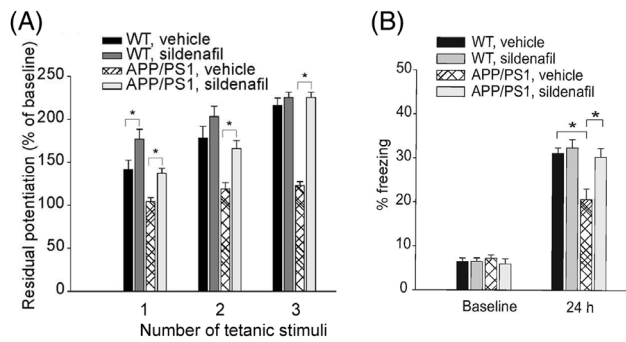 (A)
WT, vehicle
WT, sildenafil
APP/PS1, vehicle
APP/PS1, sildenafil
Residual potentiation (% of baseline)
250
200
150
100
50
0
*
*
*
*
1 2 3
Number of tetanic stimuli
(B)
WT, vehicle
WT, sildenafil
APP/PS1, vehicle
APP/PS1, sildenafil
% freezing
50
40
30
20
10
0
*
*
Baseline 24 h